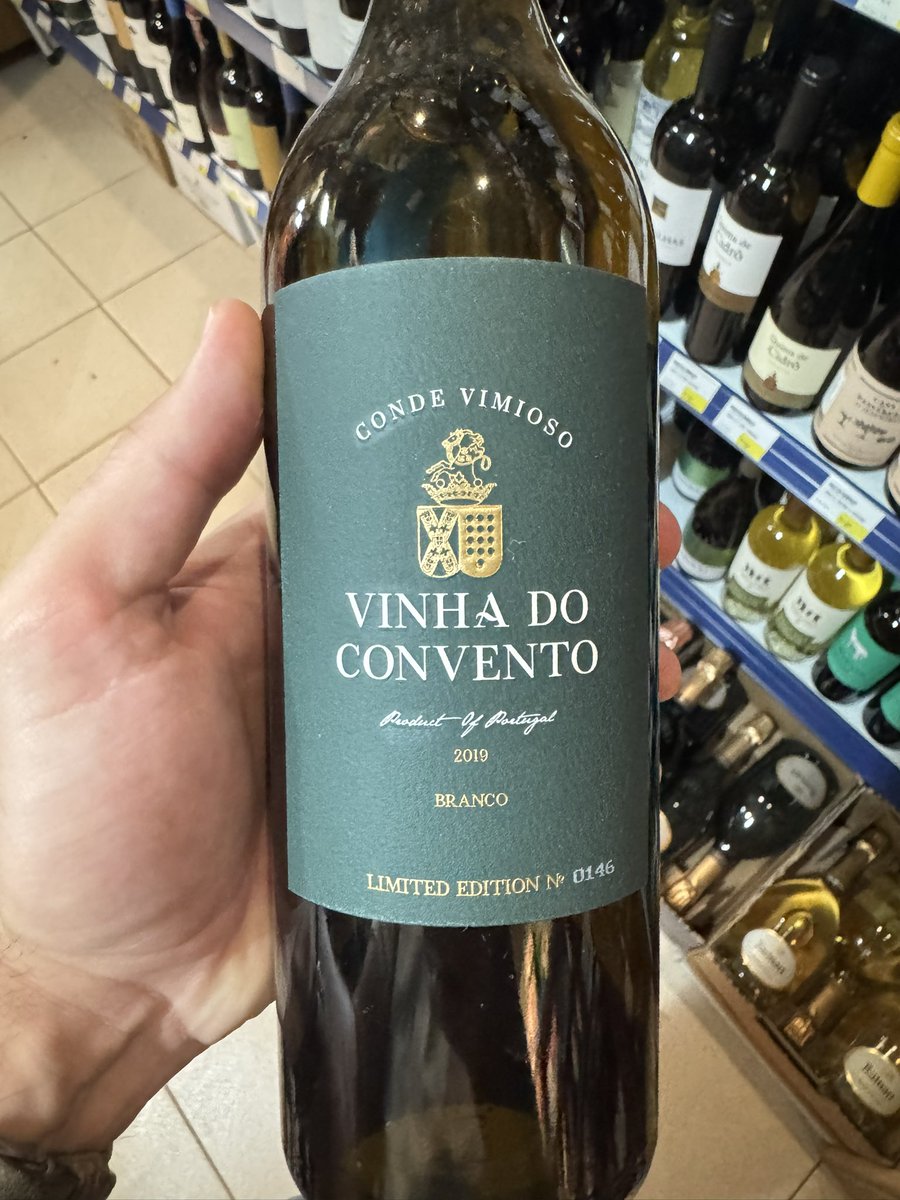 CONDE VIMIOSO
VINHA DO
CONVENTO
Product Of Portugal
2019
BRANCO
LIMITED EDITION Nº 0146